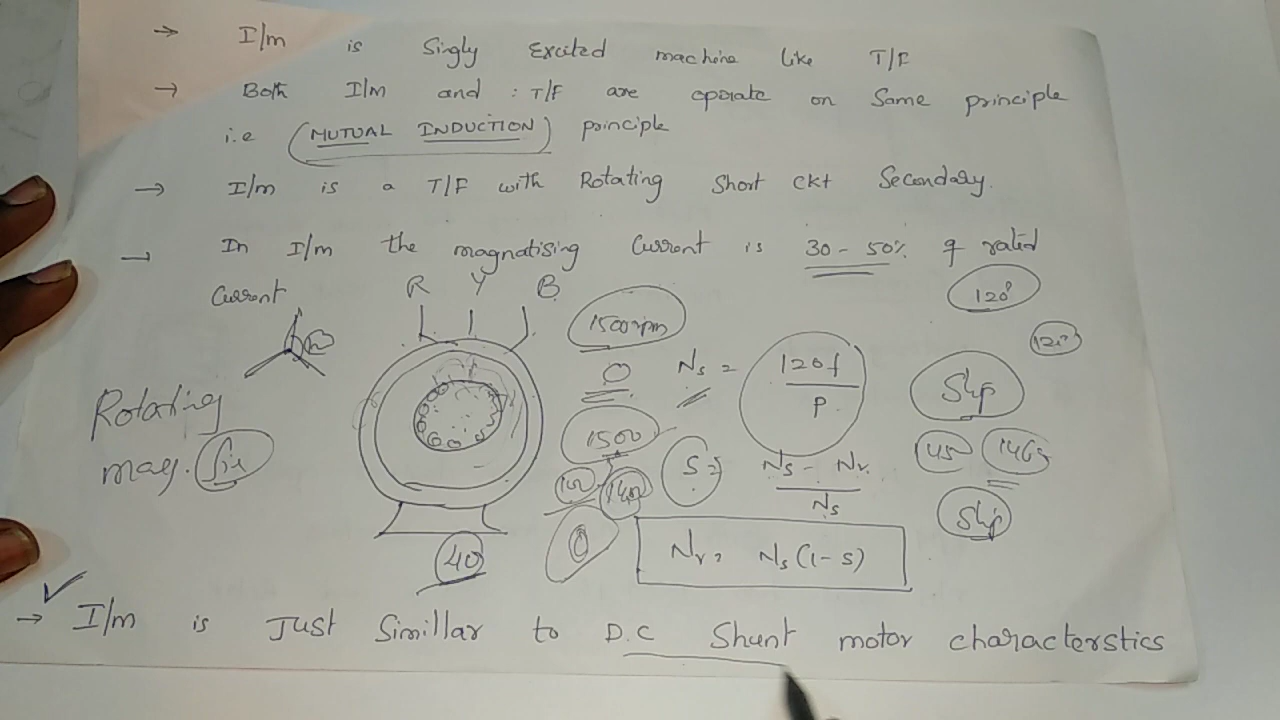 → I/m is Singly Excited machine like T/F
→ Both I/m and : T/F are operate on Same principle
i.e (MUTUAL INDUCTION) principle
→ I/m is a T/F with Rotating Short ckt Secondary.
→ In I/m the magnatising Current is 30-50% of rated
Current
R Y B
120°
1500rpm
120°
0
Ns = 120f / P
Slip
Rotating
mag.
1500
S = Ns - Nr / Ns
Slip
0
40
Nr = Ns (1-s)
→ I/m is Just Simillar to D.C Shunt motor characterstics